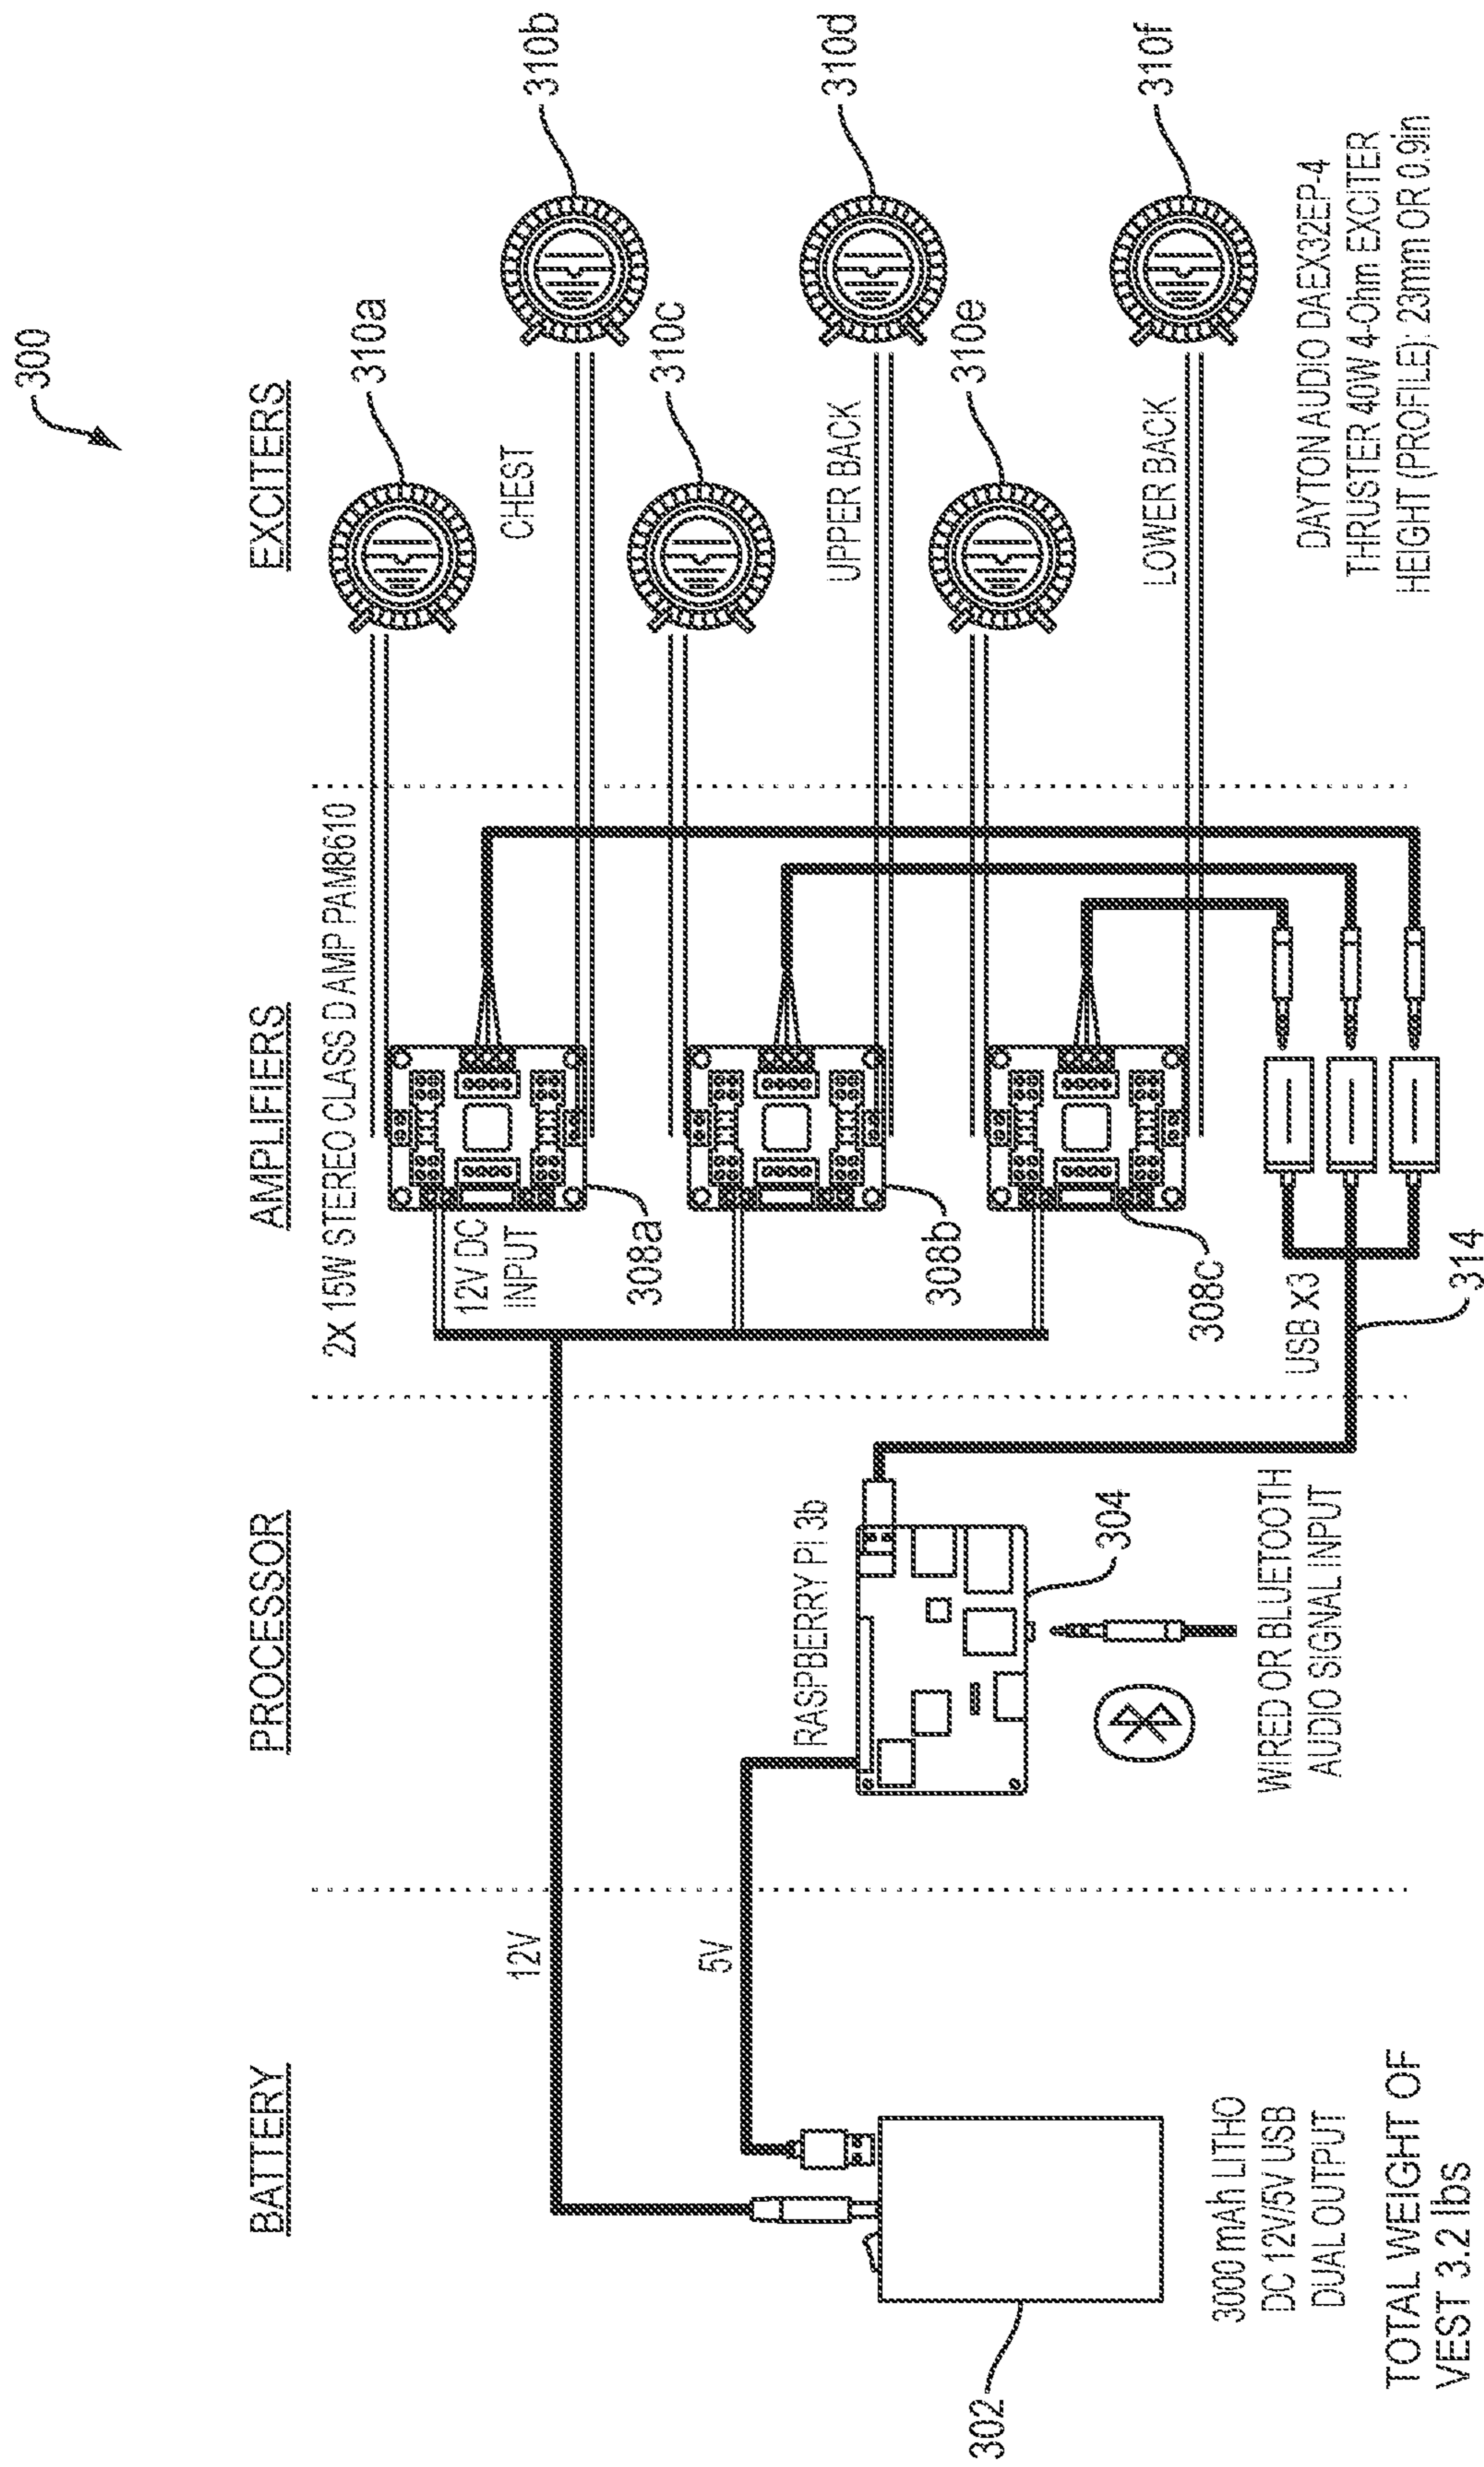 300
BATTERY
PROCESSOR
AMPLIFIERS
EXCITERS
12V
5V
302
3000 mAh LITHO
DC 12V/5V USB
DUAL OUTPUT
TOTAL WEIGHT OF
VEST 3.2 lbs
RASPBERRY PI 3b
304
WIRED OR BLUETOOTH
AUDIO SIGNAL INPUT
2X 15W STEREO CLASS D AMP PAM8610
12V DC
INPUT
308a
308b
308c
USB X3
314
310a
310b
CHEST
310c
310d
UPPER BACK
310e
310f
LOWER BACK
DAYTON AUDIO DAEX32EP-4
THRUSTER 40W 4-Ohm EXCITER
HEIGHT (PROFILE): 23mm OR 0.9in